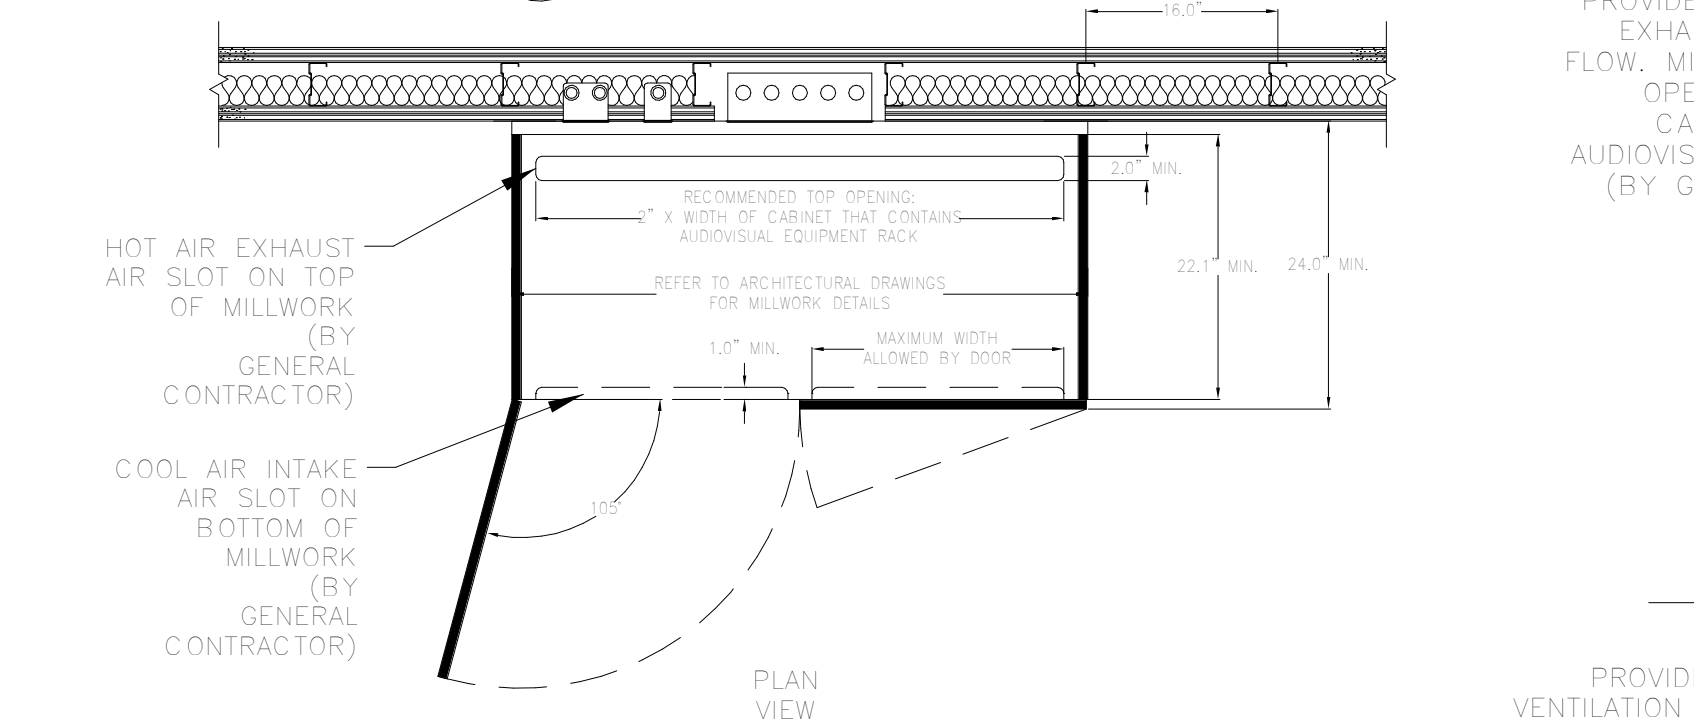 16.0"
PROVIDE
EXHA
FLOW. MI
OPE
CA
AUDIOVIS
(BY G
2.0" MIN.
RECOMMENDED TOP OPENING:
2" X WIDTH OF CABINET THAT CONTAINS
AUDIOVISUAL EQUIPMENT RACK
HOT AIR EXHAUST
AIR SLOT ON TOP
OF MILLWORK
(BY
GENERAL
CONTRACTOR)
22.1" MIN.
24.0" MIN.
REFER TO ARCHITECTURAL DRAWINGS
FOR MILLWORK DETAILS
1.0" MIN.
MAXIMUM WIDTH
ALLOWED BY DOOR
COOL AIR INTAKE
AIR SLOT ON
BOTTOM OF
MILLWORK
(BY
GENERAL
CONTRACTOR)
105°
PLAN
VIEW
PROVIDE
VENTILATION